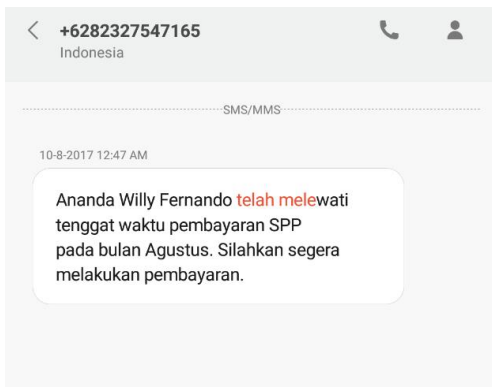 +6282327547165
Indonesia
SMS/MMS
10-8-2017 12:47 AM
Ananda Willy Fernando telah melewati
tenggat waktu pembayaran SPP
pada bulan Agustus. Silahkan segera
melakukan pembayaran.